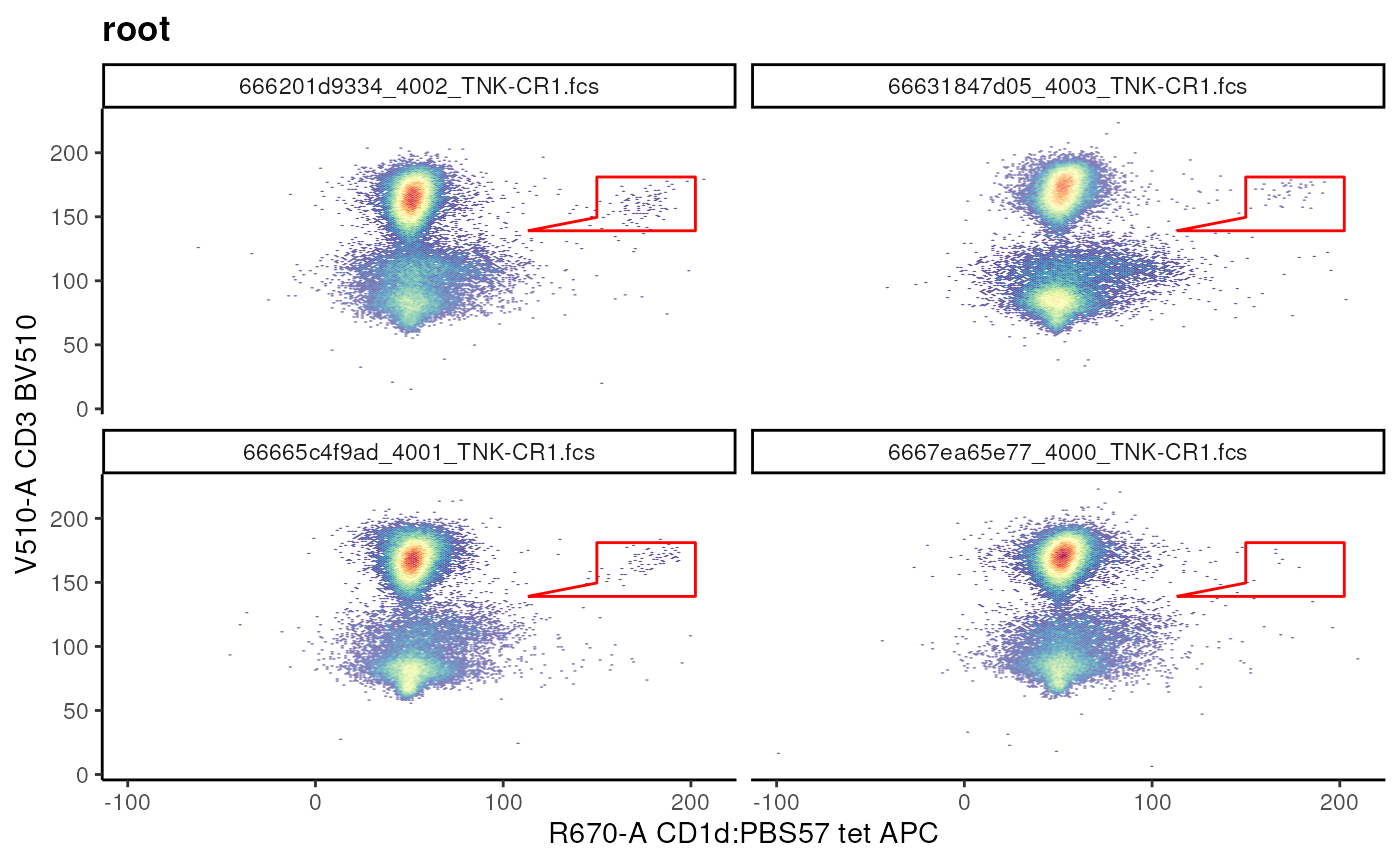 root
666201d9334_4002_TNK-CR1.fcs
66631847d05_4003_TNK-CR1.fcs
200
150
100
50
0
66665c4f9ad_4001_TNK-CR1.fcs
6667ea65e77_4000_TNK-CR1.fcs
200
150
100
50
0
V510-A CD3 BV510
-100 0 100 200 -100 0 100 200
R670-A CD1d:PBS57 tet APC